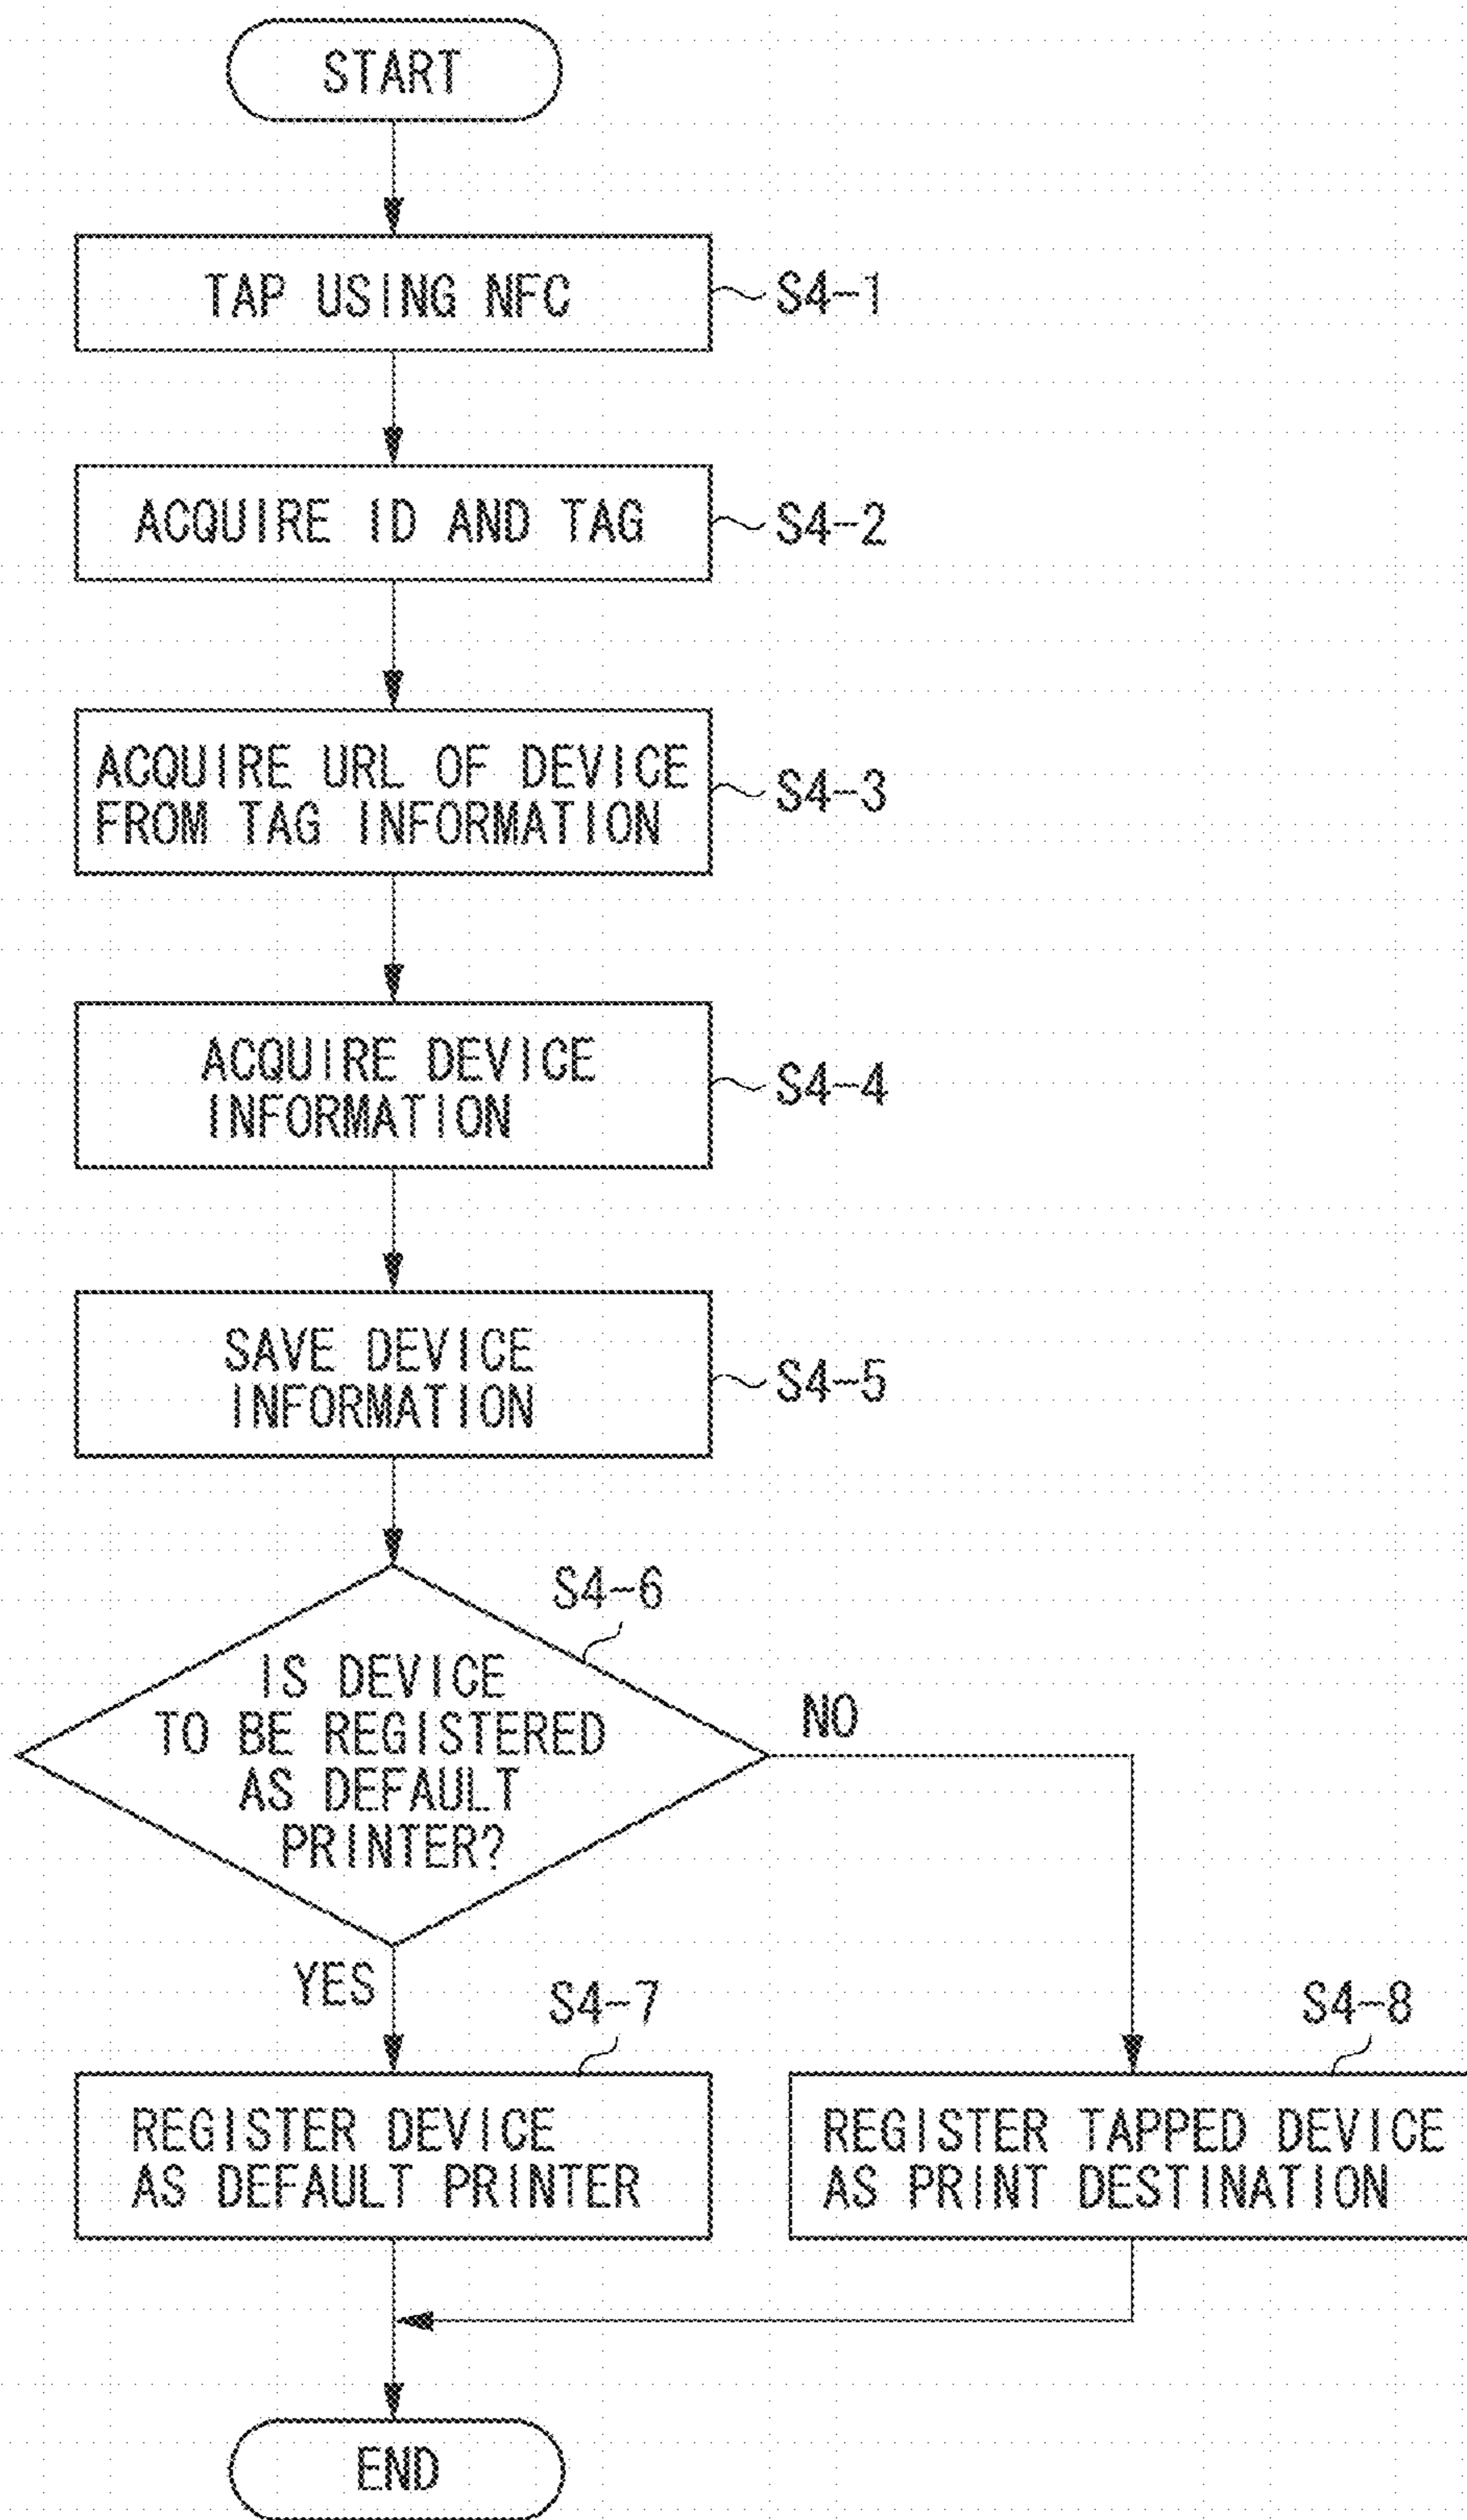 START
TAP USING NFC
S4-1
ACQUIRE ID AND TAG
S4-2
ACQUIRE URL OF DEVICE
FROM TAG INFORMATION
S4-3
ACQUIRE DEVICE
INFORMATION
S4-4
SAVE DEVICE
INFORMATION
S4-5
S4-6
IS DEVICE
TO BE REGISTERED
AS DEFAULT
PRINTER?
NO
YES
S4-7
REGISTER DEVICE
AS DEFAULT PRINTER
S4-8
REGISTER TAPPED DEVICE
AS PRINT DESTINATION
END